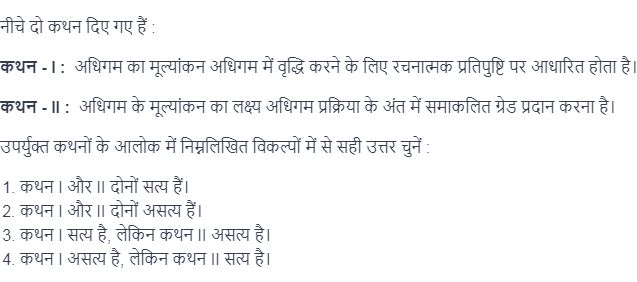 नीचे दो कथन दिए गए हैं :
कथन - I : अधिगम का मूल्यांकन अधिगम में वृद्धि करने के लिए रचनात्मक प्रतिपुष्टि पर आधारित होता है।
कथन - II : अधिगम के मूल्यांकन का लक्ष्य अधिगम प्रक्रिया के अंत में समाकलित ग्रेड प्रदान करना है।
उपर्युक्त कथनों के आलोक में निम्नलिखित विकल्पों में से सही उत्तर चुनें :
1. कथन I और II दोनों सत्य हैं।
2. कथन I और II दोनों असत्य हैं।
3. कथन I सत्य है, लेकिन कथन II असत्य है।
4. कथन I असत्य है, लेकिन कथन II सत्य है।